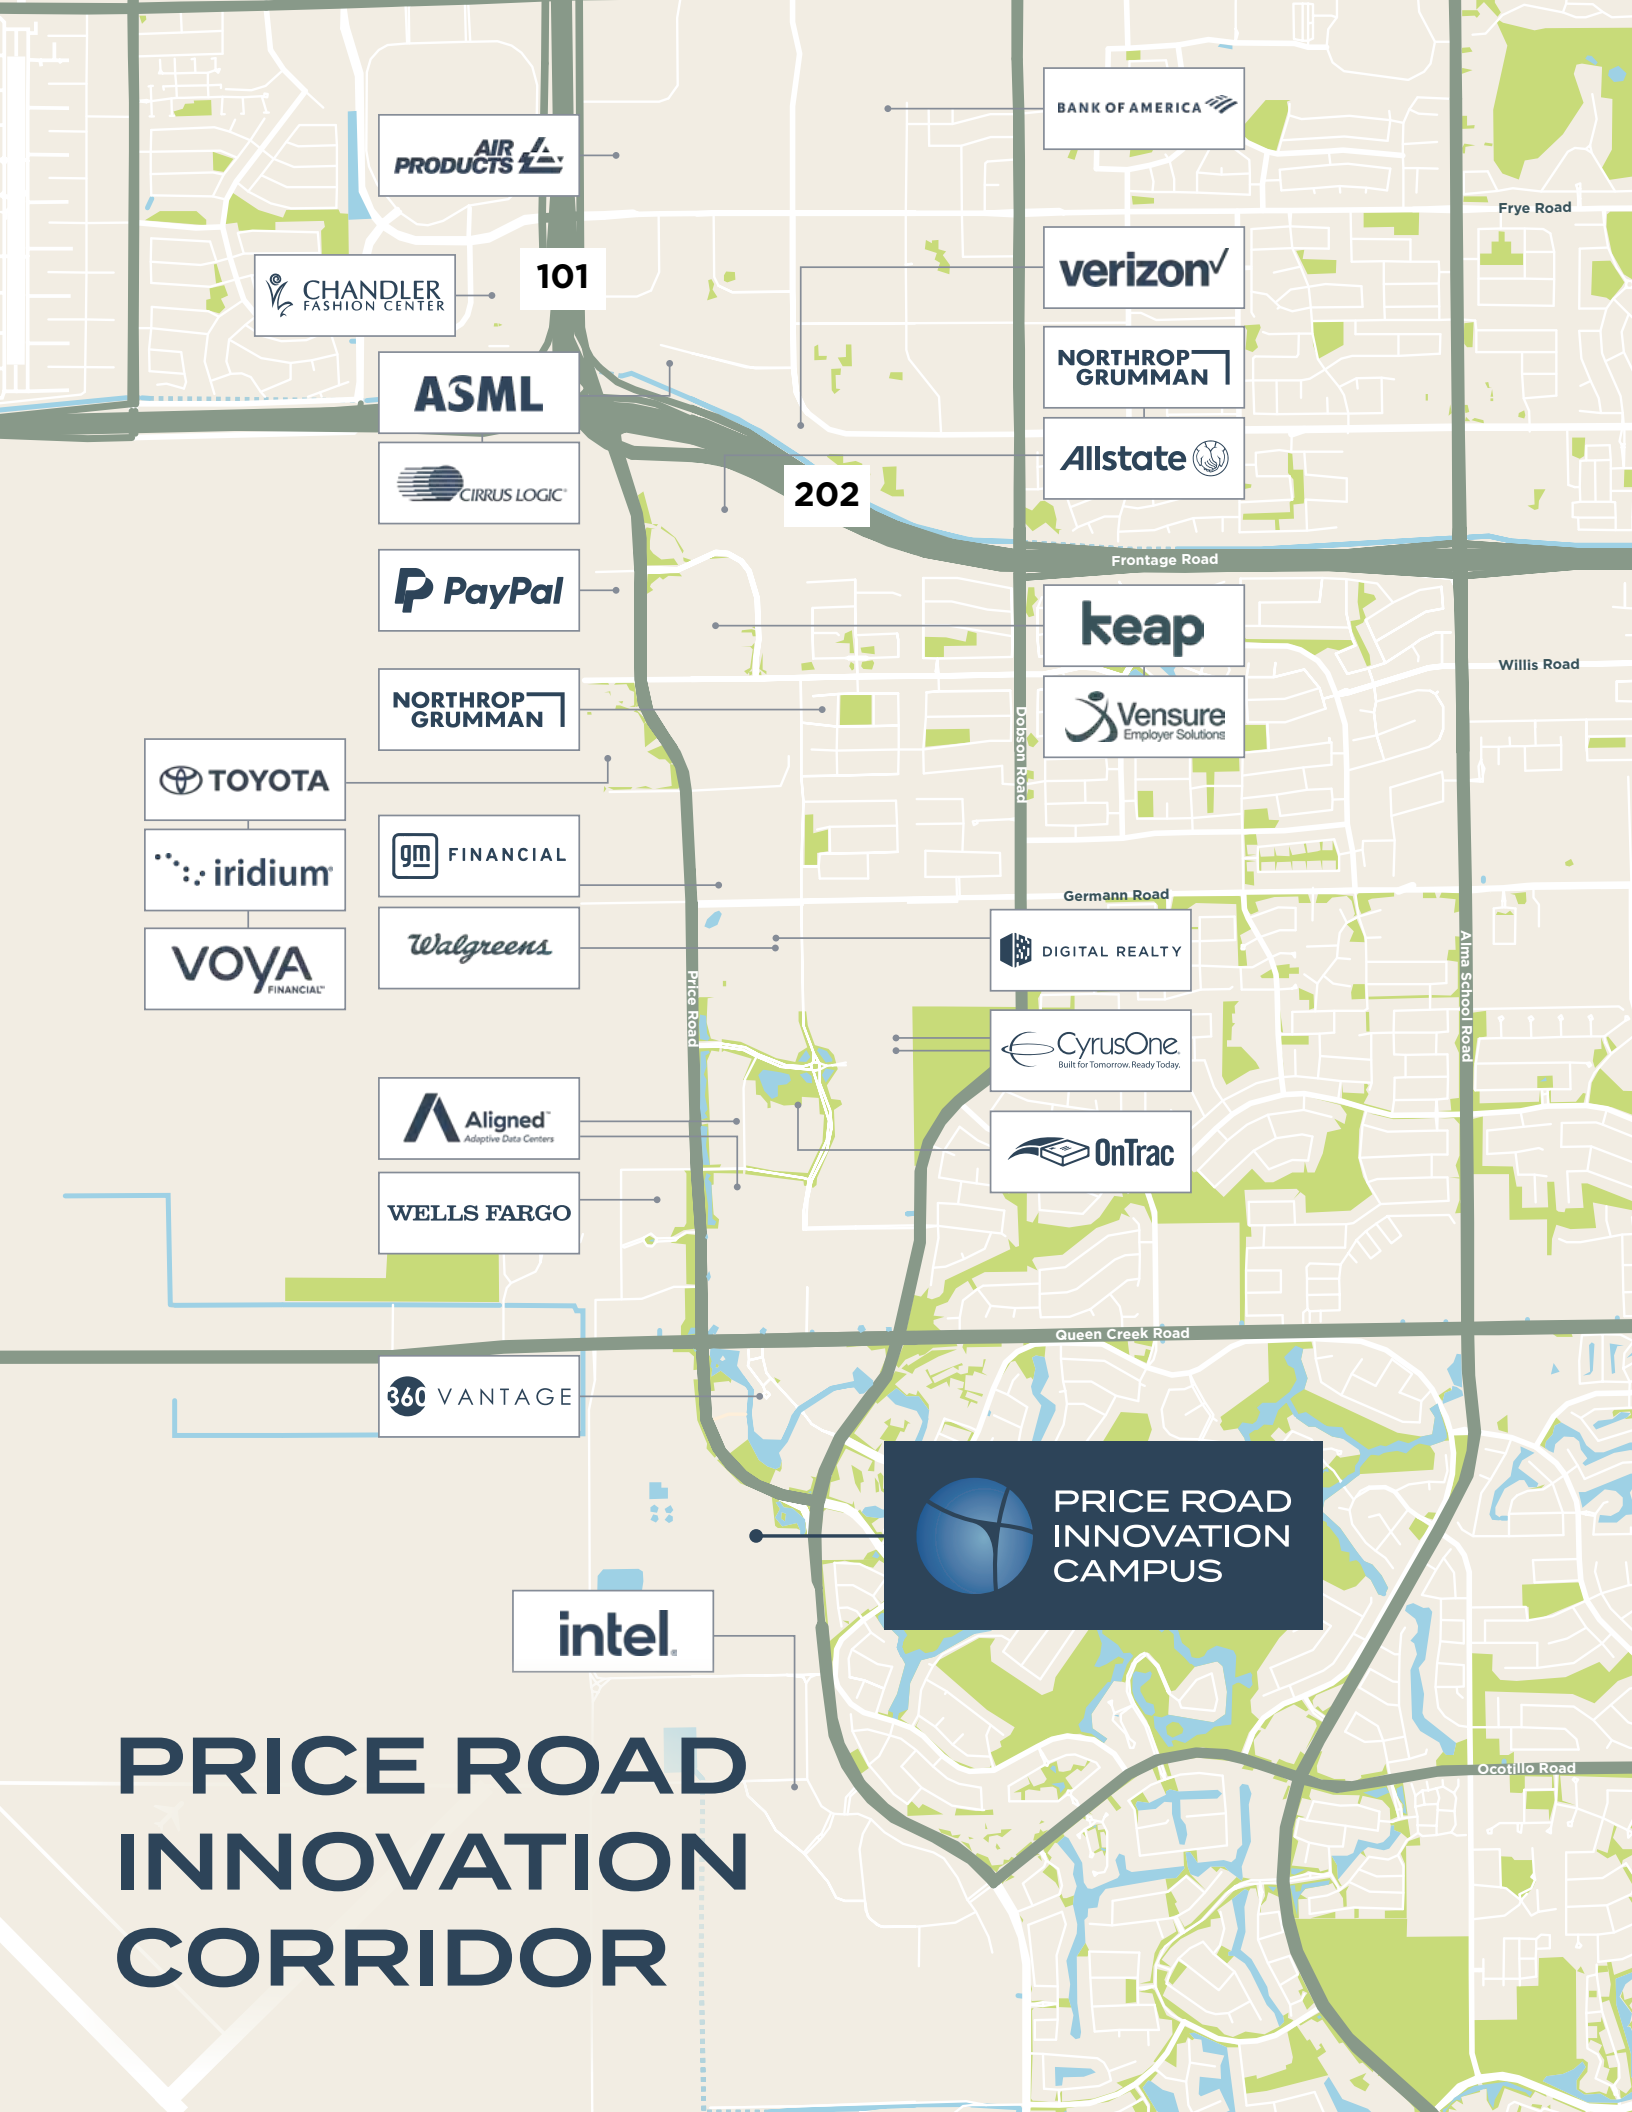 BANK OF AMERICA
AIR
PRODUCTS
Frye Road
verizon
101
CHANDLER
FASHION CENTER
NORTHROP
GRUMMAN
ASML
Allstate
CIRRUS LOGIC
202
Frontage Road
PayPal
keap
Willis Road
NORTHROP
GRUMMAN
Vensure
Employer Solutions
Dobson Road
TOYOTA
gm FINANCIAL
iridium
Germann Road
Walgreens
DIGITAL REALTY
VOYA
FINANCIAL™
Price Road
Alma School Road
CyrusOne
Built for Tomorrow. Ready Today.
Aligned™
Adaptive Data Centers
OnTrac
WELLS FARGO
Queen Creek Road
360 VANTAGE
PRICE ROAD
INNOVATION
CAMPUS
intel®
Ocotillo Road
PRICE ROAD
INNOVATION
CORRIDOR